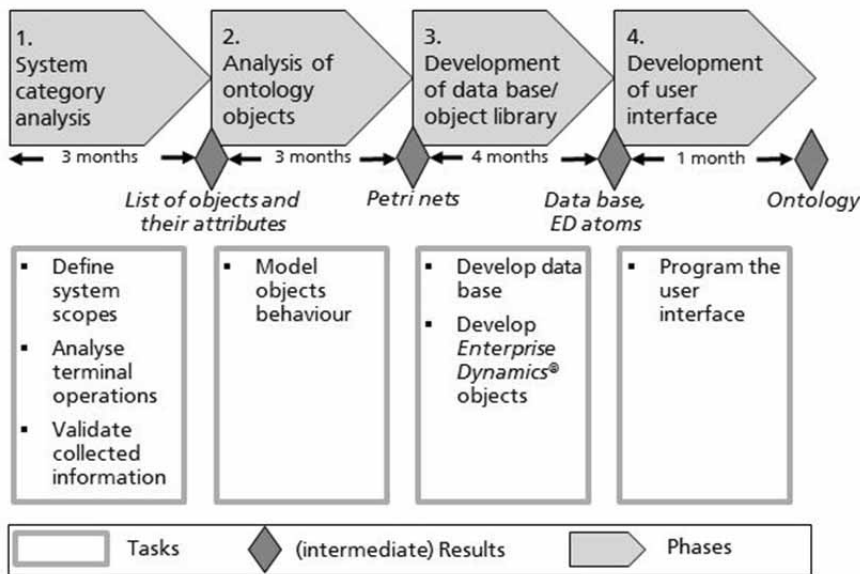 1.
System
category
analysis
2.
Analysis of
ontology
objects
3.
Development
of data base/
object library
4.
Development
of user
interface
3 months
3 months
4 months
1 month
List of objects and
their attributes
Petri nets
Data base,
ED atoms
Ontology
▪ Define
system
scopes
▪ Analyse
terminal
operations
▪ Validate
collected
information
▪ Model
objects
behaviour
▪ Develop data
base
▪ Develop
Enterprise
Dynamics®
objects
▪ Program the
user
interface
Tasks
(intermediate) Results
Phases